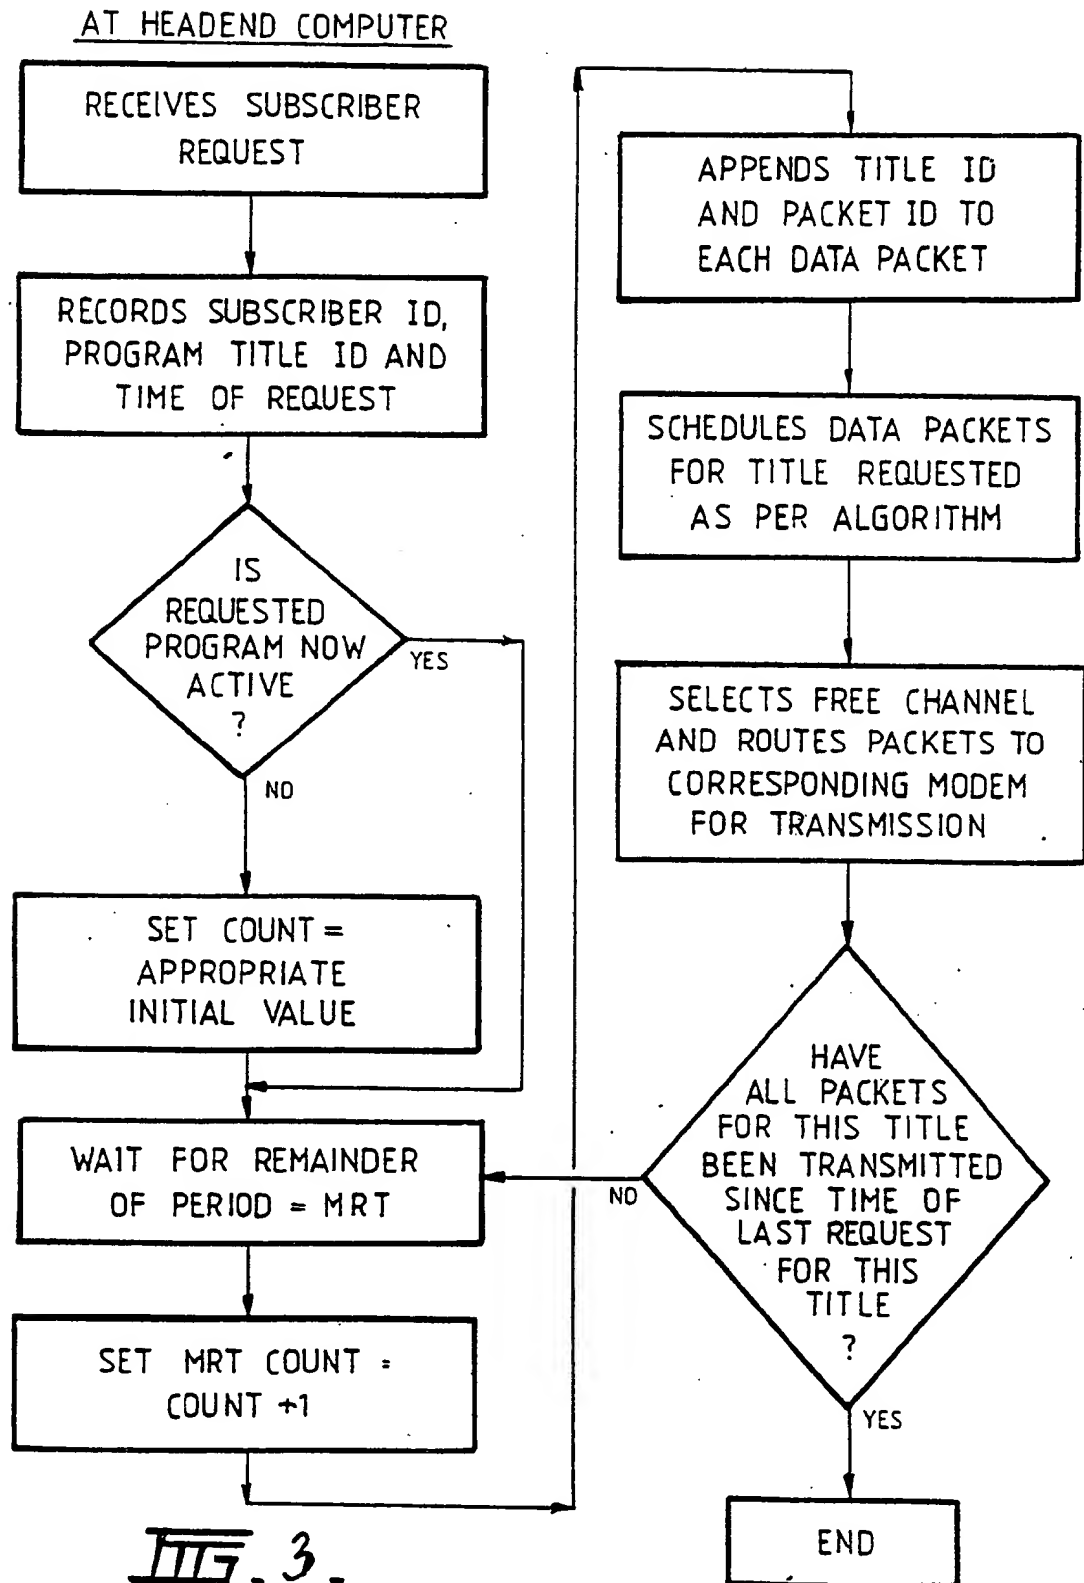 AT HEADEND COMPUTER
RECEIVES SUBSCRIBER
REQUEST
RECORDS SUBSCRIBER ID,
PROGRAM TITLE ID AND
TIME OF REQUEST
IS
REQUESTED
PROGRAM NOW
ACTIVE
?
YES
NO
SET COUNT =
APPROPRIATE
INITIAL VALUE
WAIT FOR REMAINDER
OF PERIOD = MRT
SET MRT COUNT =
COUNT +1
APPENDS TITLE ID
AND PACKET ID TO
EACH DATA PACKET
SCHEDULES DATA PACKETS
FOR TITLE REQUESTED
AS PER ALGORITHM
SELECTS FREE CHANNEL
AND ROUTES PACKETS TO
CORRESPONDING MODEM
FOR TRANSMISSION
HAVE
ALL PACKETS
FOR THIS TITLE
BEEN TRANSMITTED
SINCE TIME OF
LAST REQUEST
FOR THIS
TITLE
?
NO
YES
END
FIG. 3.